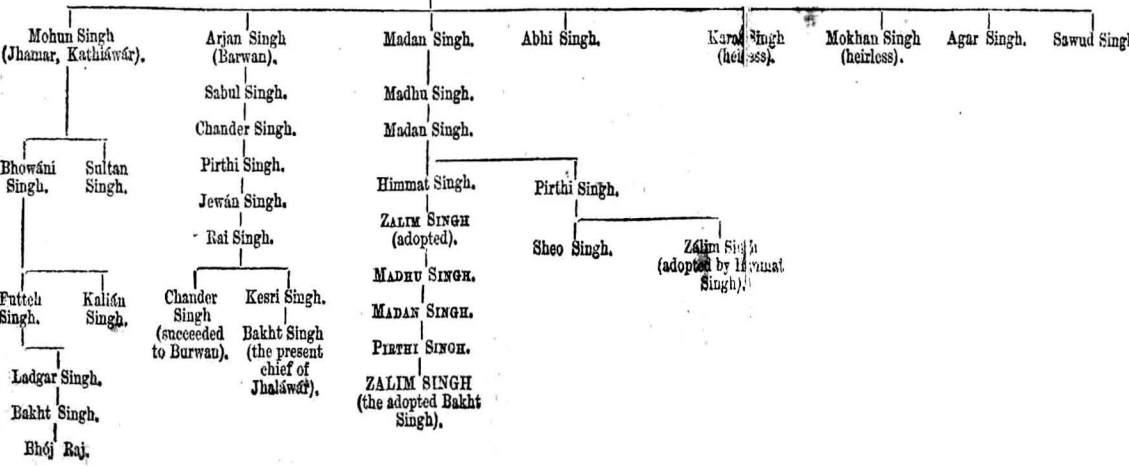 Mohun Singh
(Jhamar, Kathiáwár).
Arjan Singh
(Barwan).
Madan Singh.
Abhi Singh.
Karan Singh
(heirless).
Mokhan Singh
(heirless).
Agar Singh.
Sawud Singh
Sabul Singh.
Madhu Singh.
Chander Singh.
Madan Singh.
Bhowáni
Singh.
Sultan
Singh.
Pirthi Singh.
Himmat Singh.
Pirthi Singh.
Jewán Singh.
ZALIM SINGH
(adopted).
Rai Singh.
Sheo Singh.
Zálim Singh
(adopted by Himmat
Singh).
MADHU SINGH.
Futteh
Singh.
Kalián
Singh.
Chander
Singh
(succeeded
to Burwan).
Kesri Singh.
Bakht Singh
(the present
chief of
Jhaláwár).
MADAN SINGH.
PIRTHI SINGH.
ZALIM SINGH
(the adopted Bakht
Singh).
Ladgar Singh.
Bakht Singh.
Bhój Raj.